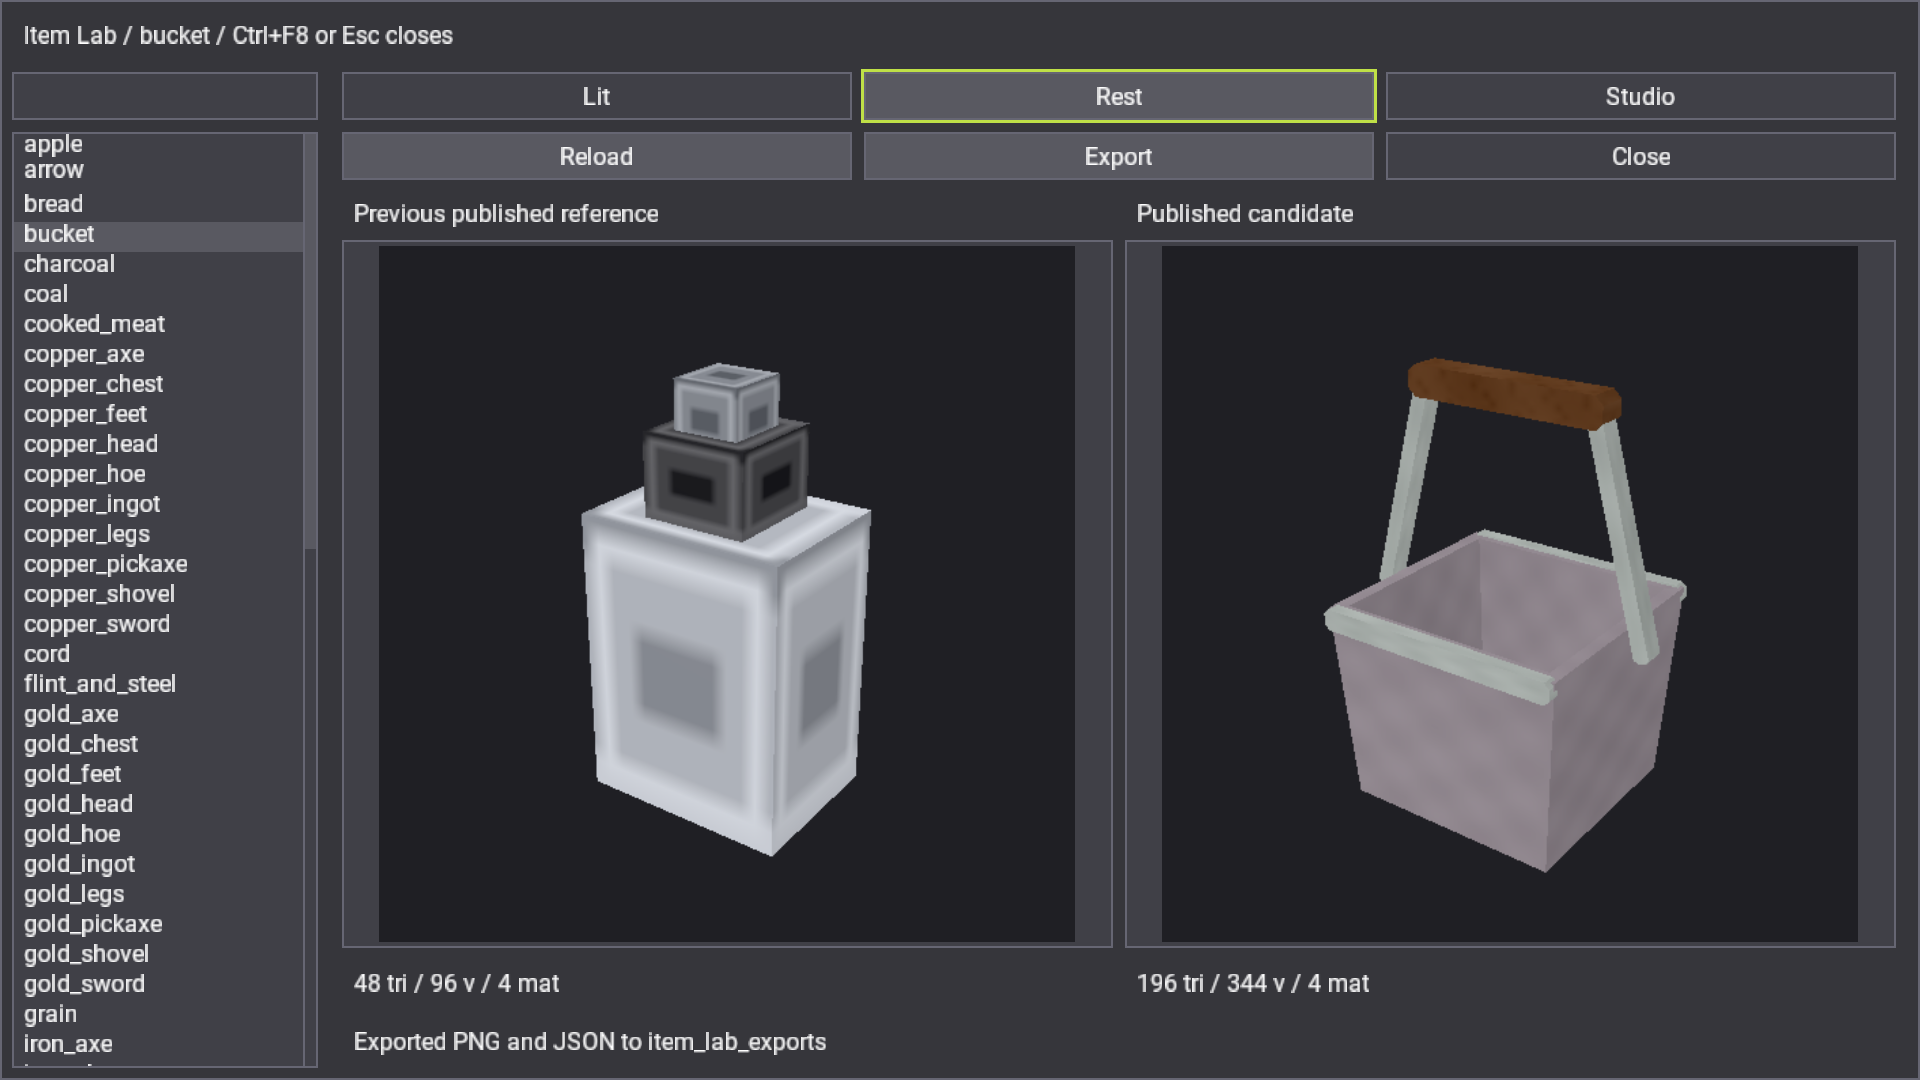 Item Lab / bucket / Ctrl+F8 or Esc closes
Lit
Rest
Studio
Reload
Export
Close
apple
arrow
bread
bucket
charcoal
coal
cooked_meat
copper_axe
copper_chest
copper_feet
copper_head
copper_hoe
copper_ingot
copper_legs
copper_pickaxe
copper_shovel
copper_sword
cord
flint_and_steel
gold_axe
gold_chest
gold_feet
gold_head
gold_hoe
gold_ingot
gold_legs
gold_pickaxe
gold_shovel
gold_sword
grain
iron_axe
Previous published reference
Published candidate
48 tri / 96 v / 4 mat
196 tri / 344 v / 4 mat
Exported PNG and JSON to item_lab_exports